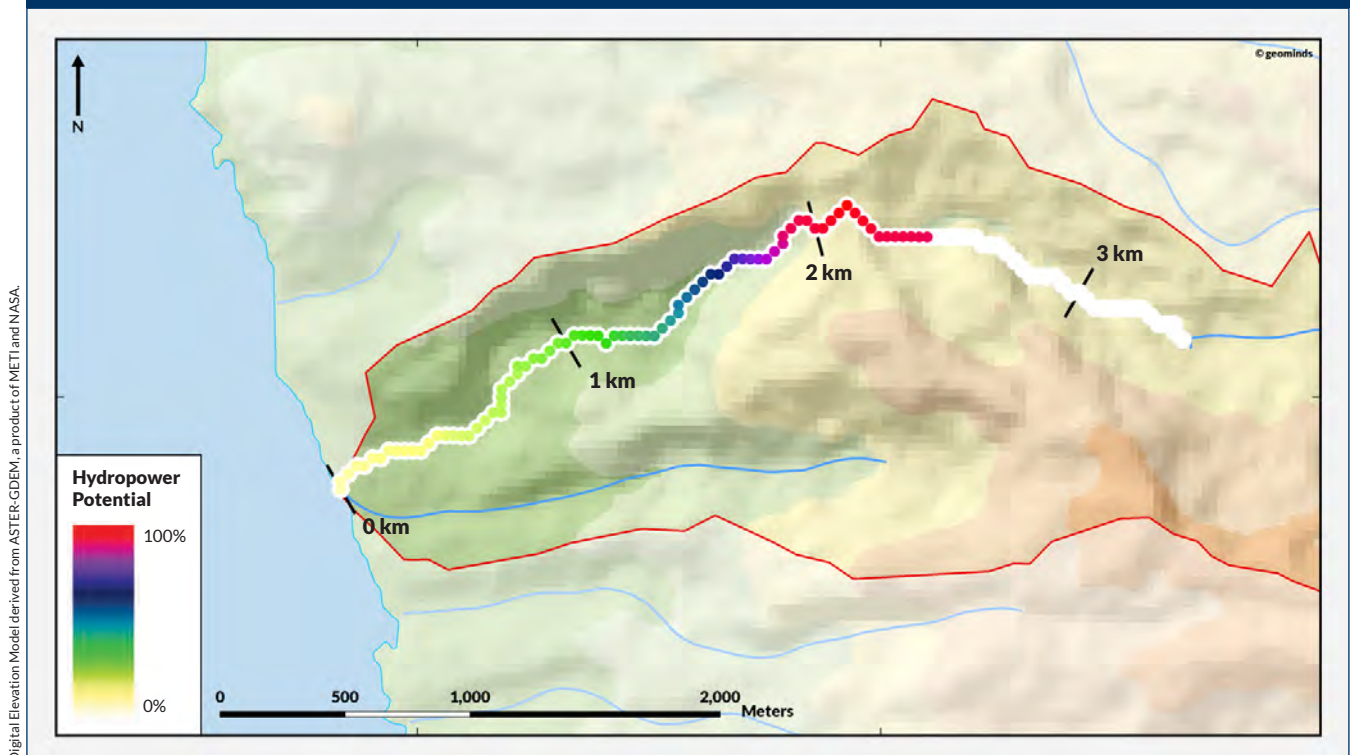 © geominds
N
3 km
2 km
1 km
0 km
Hydropower
Potential
100%
0%
0 500 1,000 2,000
Meters
Digital Elevation Model derived from ASTER-GDEM, a product of METI and NASA.